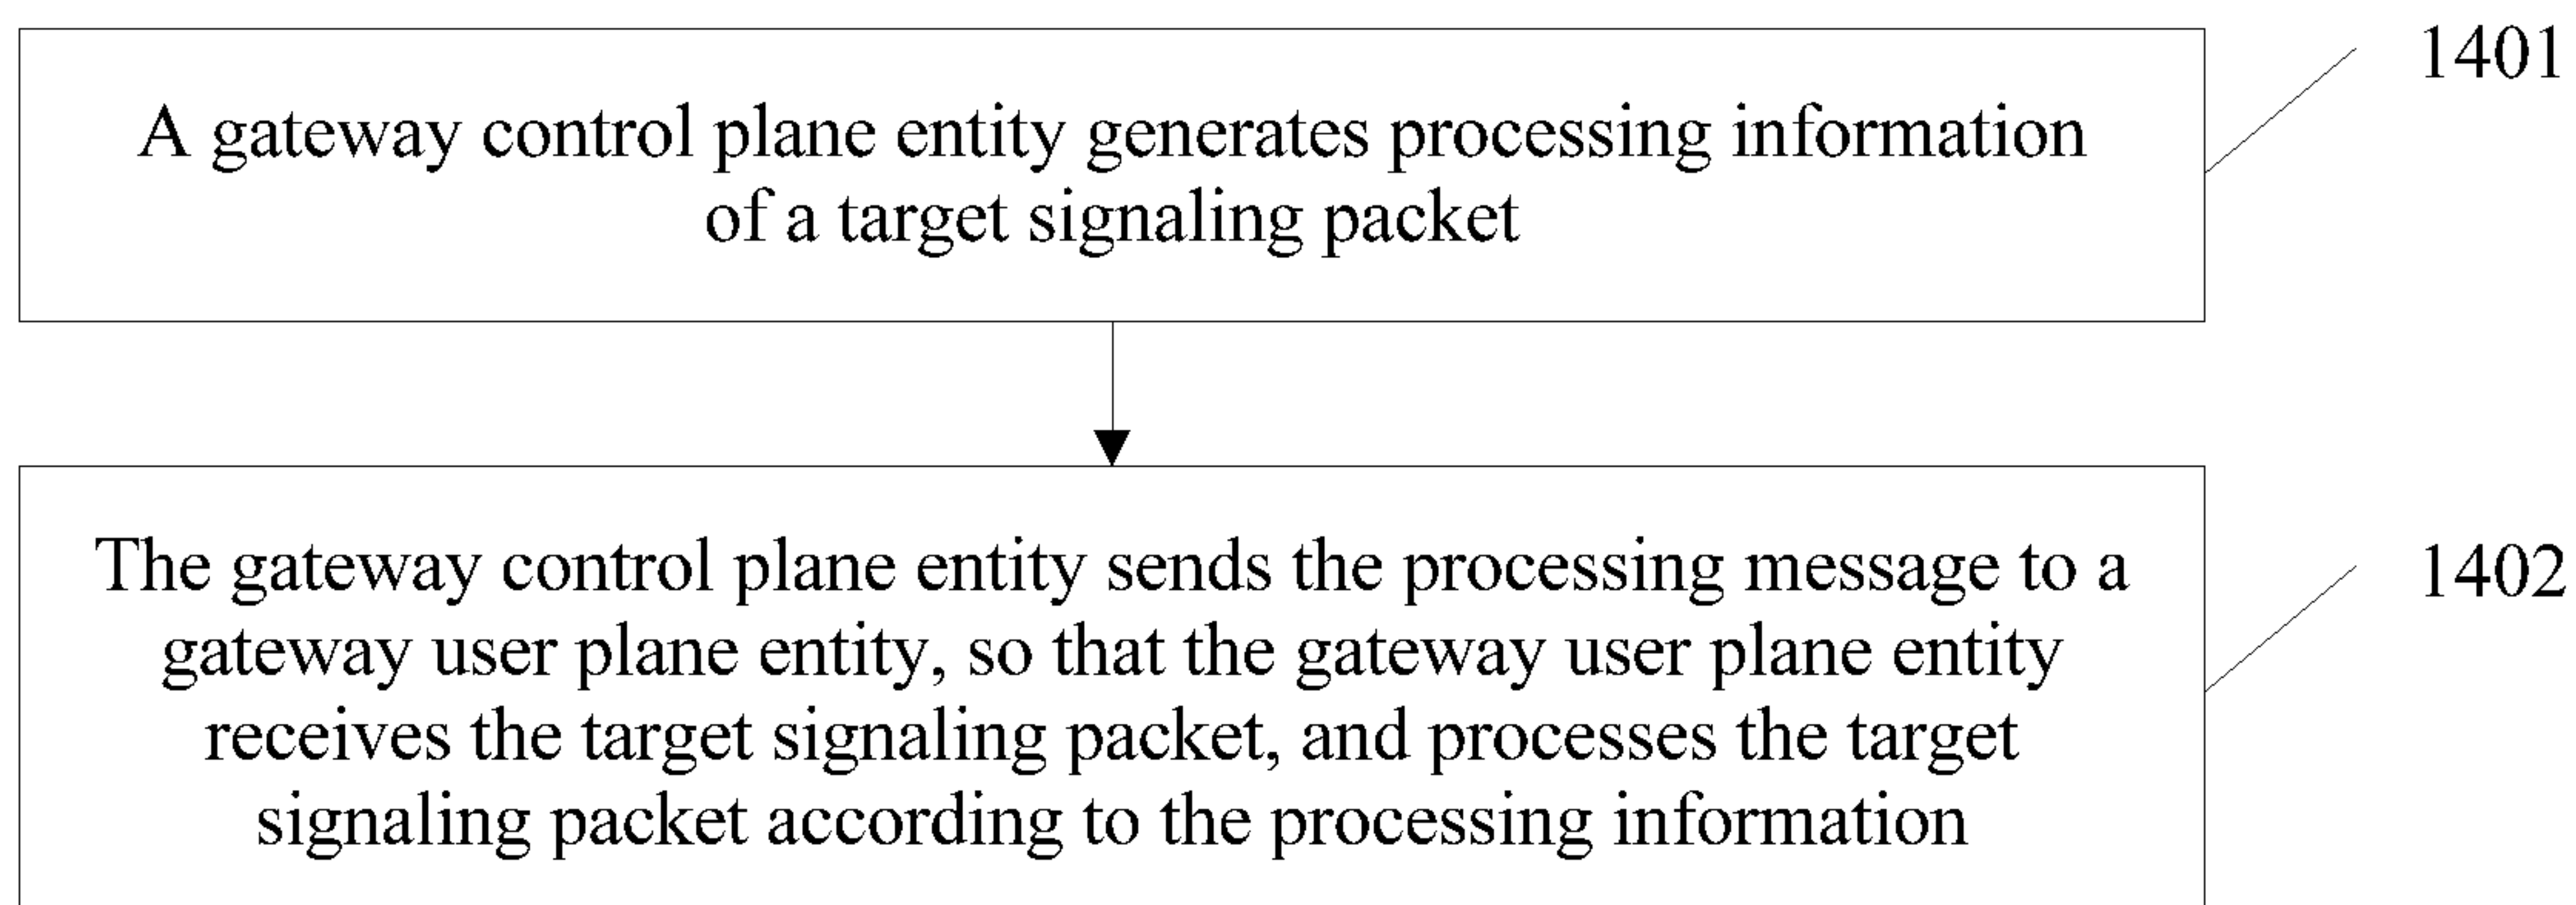 A gateway control plane entity generates processing information
of a target signaling packet
1401
The gateway control plane entity sends the processing message to a
gateway user plane entity, so that the gateway user plane entity
receives the target signaling packet, and processes the target
signaling packet according to the processing information
1402